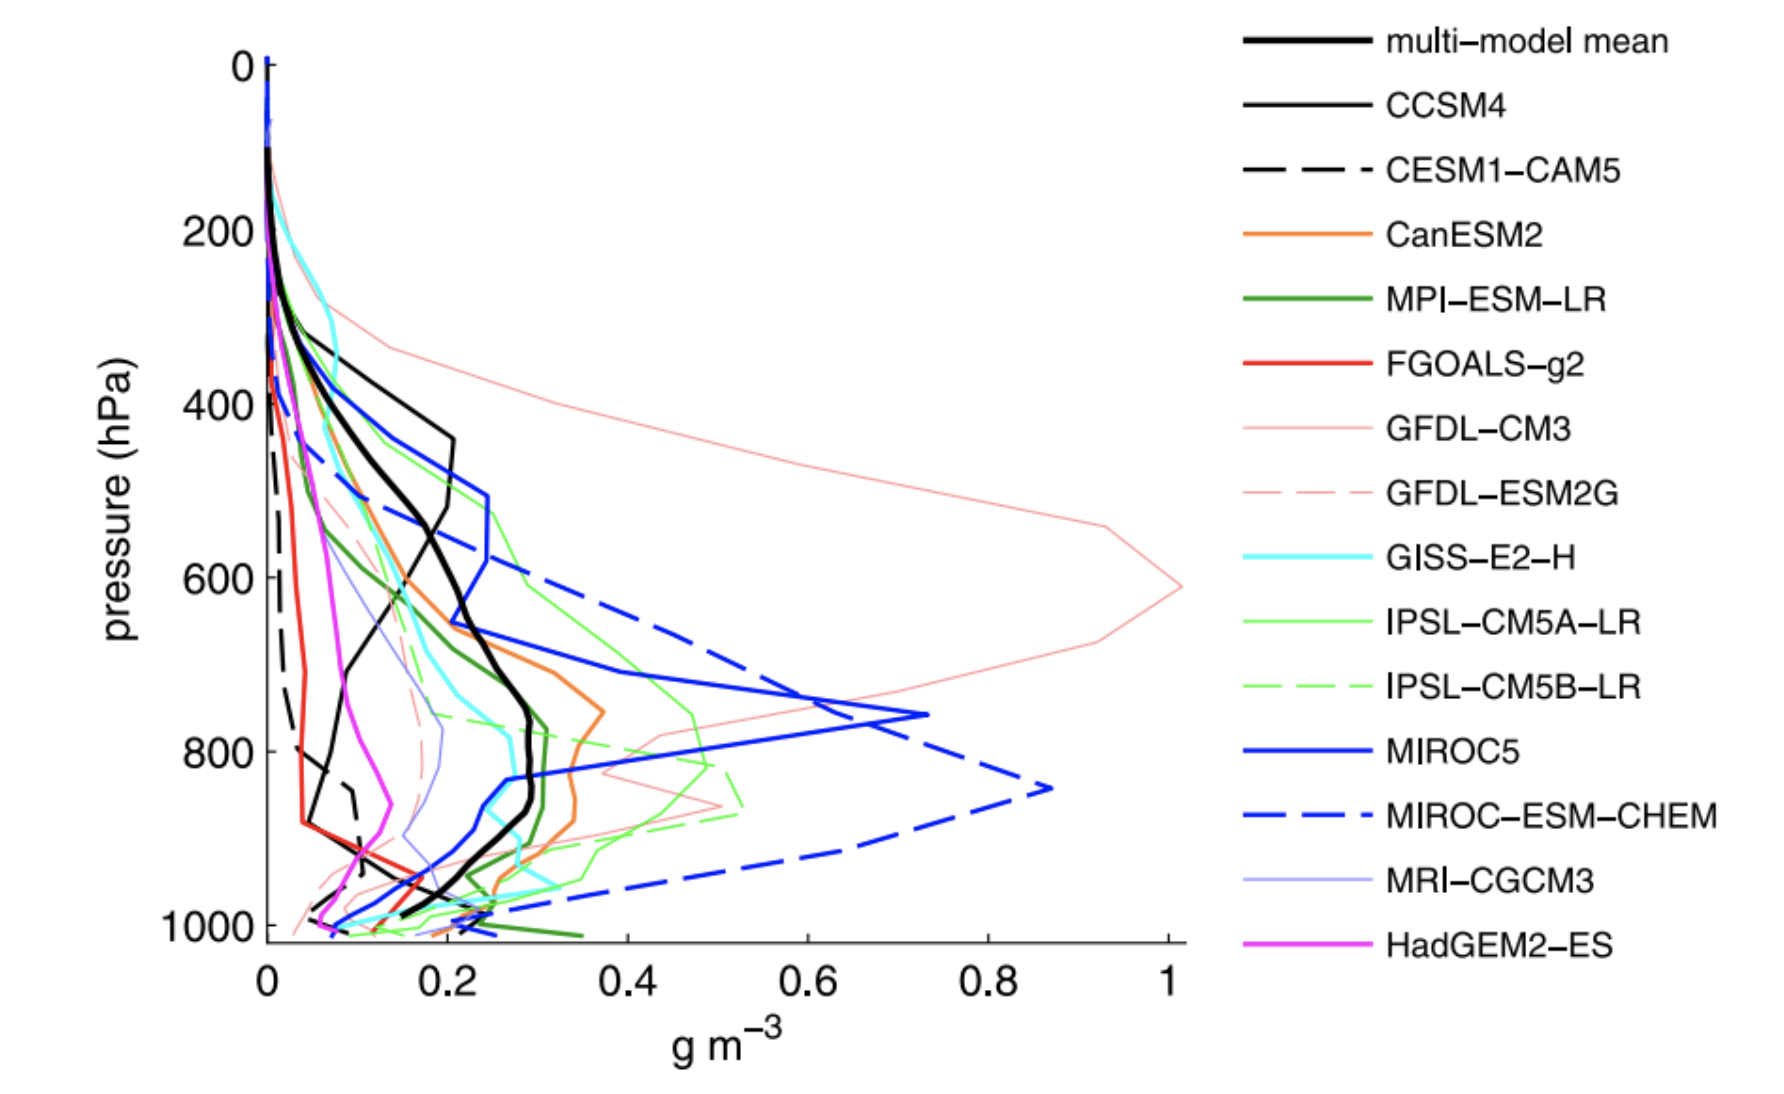 multi−model mean
CCSM4
CESM1−CAM5
CanESM2
MPI−ESM−LR
FGOALS−g2
GFDL−CM3
GFDL−ESM2G
GISS−E2−H
IPSL−CM5A−LR
IPSL−CM5B−LR
MIROC5
MIROC−ESM−CHEM
MRI−CGCM3
HadGEM2−ES
pressure (hPa)
0
200
400
600
800
1000
0 0.2 0.4 0.6 0.8 1
g m⁻³